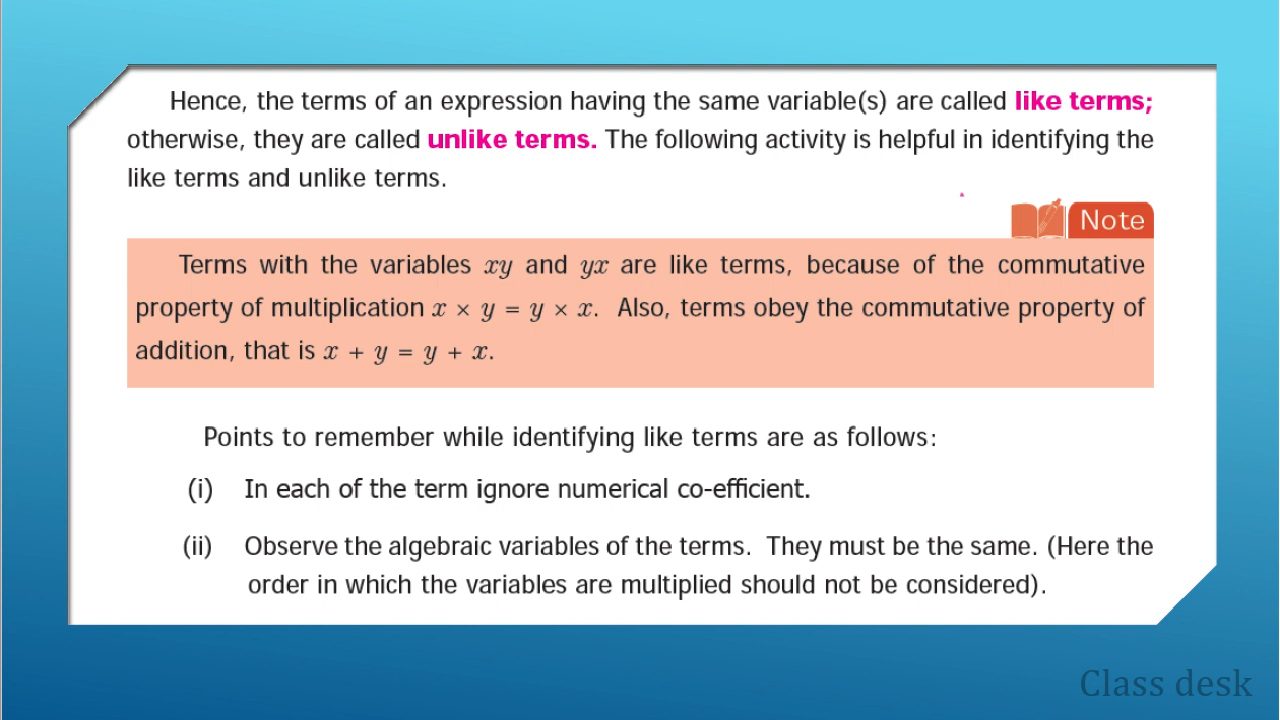 Hence, the terms of an expression having the same variable(s) are called like terms;
otherwise, they are called unlike terms. The following activity is helpful in identifying the
like terms and unlike terms.
Note
Terms with the variables xy and yx are like terms, because of the commutative
property of multiplication x × y = y × x. Also, terms obey the commutative property of
addition, that is x + y = y + x.
Points to remember while identifying like terms are as follows:
(i) In each of the term ignore numerical co-efficient.
(ii) Observe the algebraic variables of the terms. They must be the same. (Here the
order in which the variables are multiplied should not be considered).
Class desk